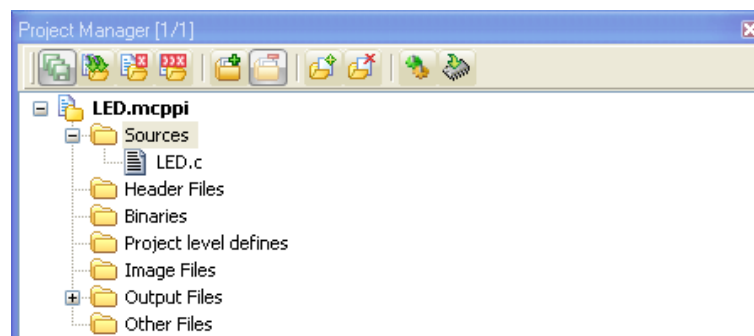 Project Manager [1/1]
LED.mcppi
Sources
LED.c
Header Files
Binaries
Project level defines
Image Files
Output Files
Other Files